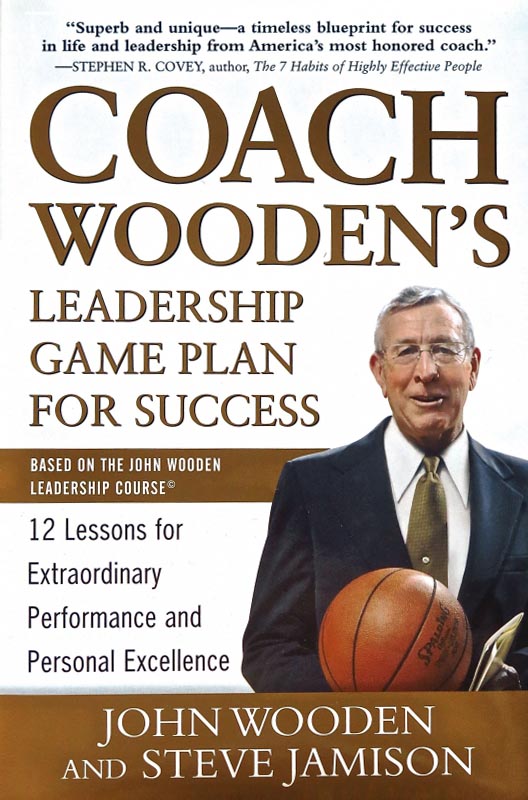 “Superb and unique—a timeless blueprint for success
in life and leadership from America’s most honored coach.”
—STEPHEN R. COVEY, author, The 7 Habits of Highly Effective People
COACH
WOODEN’S
LEADERSHIP
GAME PLAN
FOR SUCCESS
BASED ON THE JOHN WOODEN
LEADERSHIP COURSE©
12 Lessons for
Extraordinary
Performance and
Personal Excellence
SPALDING
JOHN WOODEN
AND STEVE JAMISON